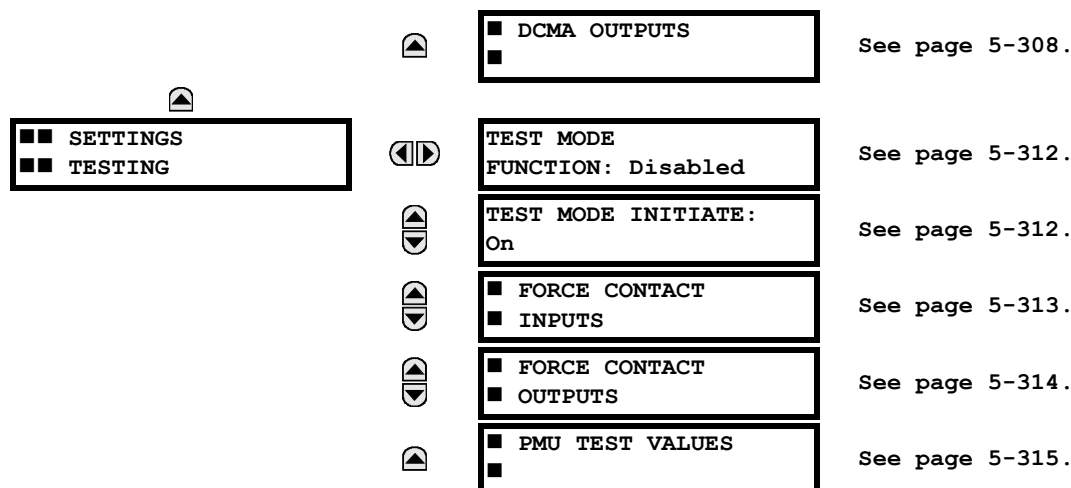 ■ DCMA OUTPUTS
■
See page 5-308.
■■ SETTINGS
■■ TESTING
TEST MODE
FUNCTION: Disabled
See page 5-312.
TEST MODE INITIATE:
On
See page 5-312.
■ FORCE CONTACT
■ INPUTS
See page 5-313.
■ FORCE CONTACT
■ OUTPUTS
See page 5-314.
■ PMU TEST VALUES
■
See page 5-315.